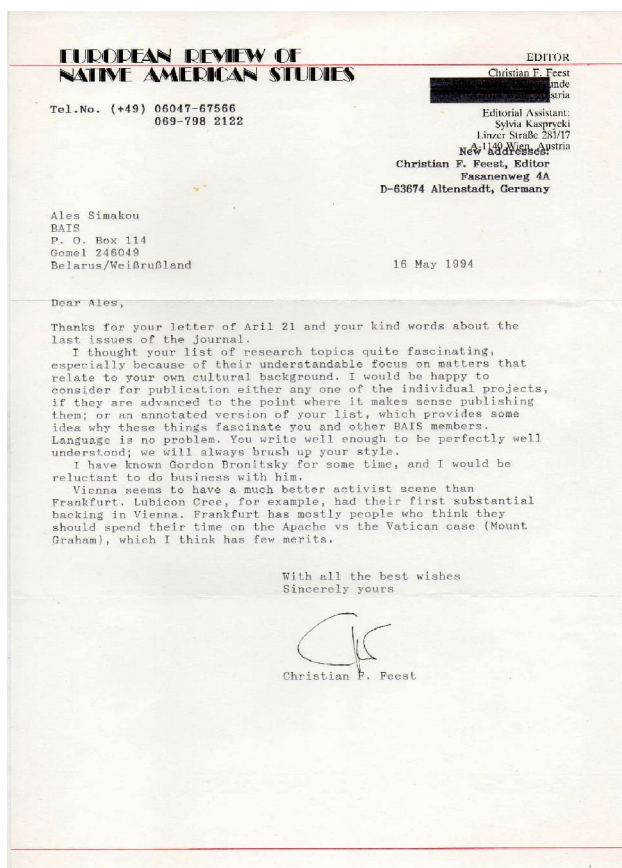 EUROPEAN REVIEW OF
NATIVE AMERICAN STUDIES
Tel.No. (+49) 06047-67566
069-798 2122
EDITOR
Christian F. Feest
unde
stria
Editorial Assistant:
Sylvia Kasprycki
Linzer Straße 281/17
A-1140 Wien, Austria
New addresses:
Christian F. Feest, Editor
Fasanenweg 4A
D-63674 Altenstadt, Germany
Ales Simakou
BAIS
P. O. Box 114
Gomel 246049
Belarus/Weißrußland
16 May 1994
Dear Ales,
Thanks for your letter of Aril 21 and your kind words about the
last issues of the journal.
I thought your list of research topics quite fascinating,
especially because of their understandable focus on matters that
relate to your own cultural background. I would be happy to
consider for publication either any one of the individual projects,
if they are advanced to the point where it makes sense publishing
them; or an annotated version of your list, which provides some
idea why these things fascinate you and other BAIS members.
Language is no problem. You write well enough to be perfectly well
understood; we will always brush up your style.
I have known Gordon Bronitsky for some time, and I would be
reluctant to do business with him.
Vienna seems to have a much better activist scene than
Frankfurt. Lubicon Cree, for example, had their first substantial
backing in Vienna. Frankfurt has mostly people who think they
should spend their time on the Apache vs the Vatican case (Mount
Graham), which I think has few merits.
With all the best wishes
Sincerely yours
Christian F. Feest